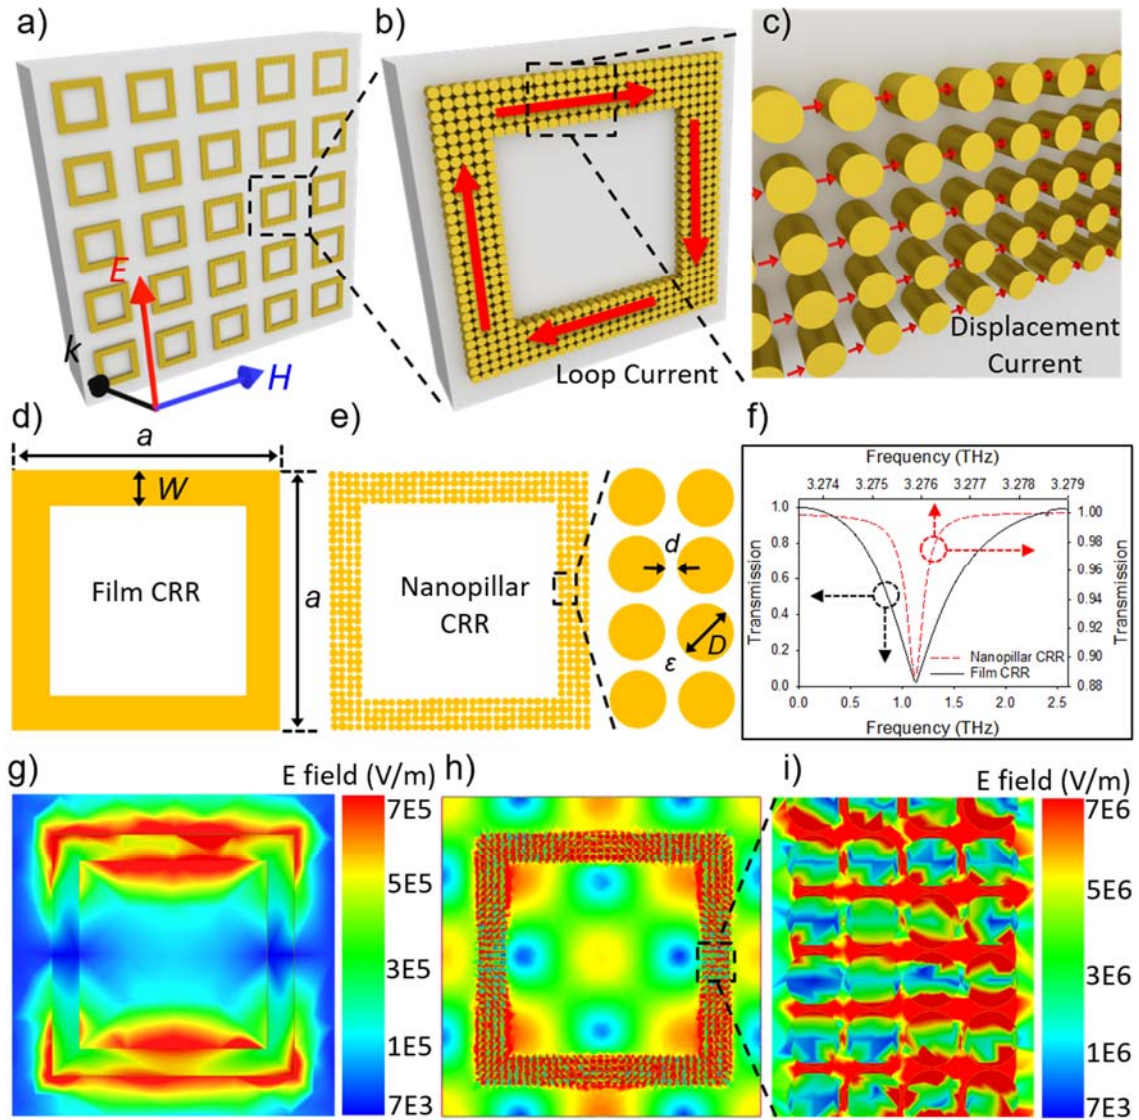 a)
b)
c)
E
k
H
Loop Current
Displacement
Current
d)
e)
f)
a
W
a
Film CRR
Nanopillar
CRR
d
D
ε
Frequency (THz)
3.274 3.275 3.276 3.277 3.278 3.279
1.0
0.8
0.6
0.4
0.2
0.0
Transmission
1.00
0.98
0.96
0.94
0.92
0.90
0.88
Transmission
Nanopillar CRR
Film CRR
0.0 0.5 1.0 1.5 2.0 2.5
Frequency (THz)
g)
E field (V/m)
7E5
5E5
3E5
1E5
7E3
h)
i)
E field (V/m)
7E6
5E6
3E6
1E6
7E3